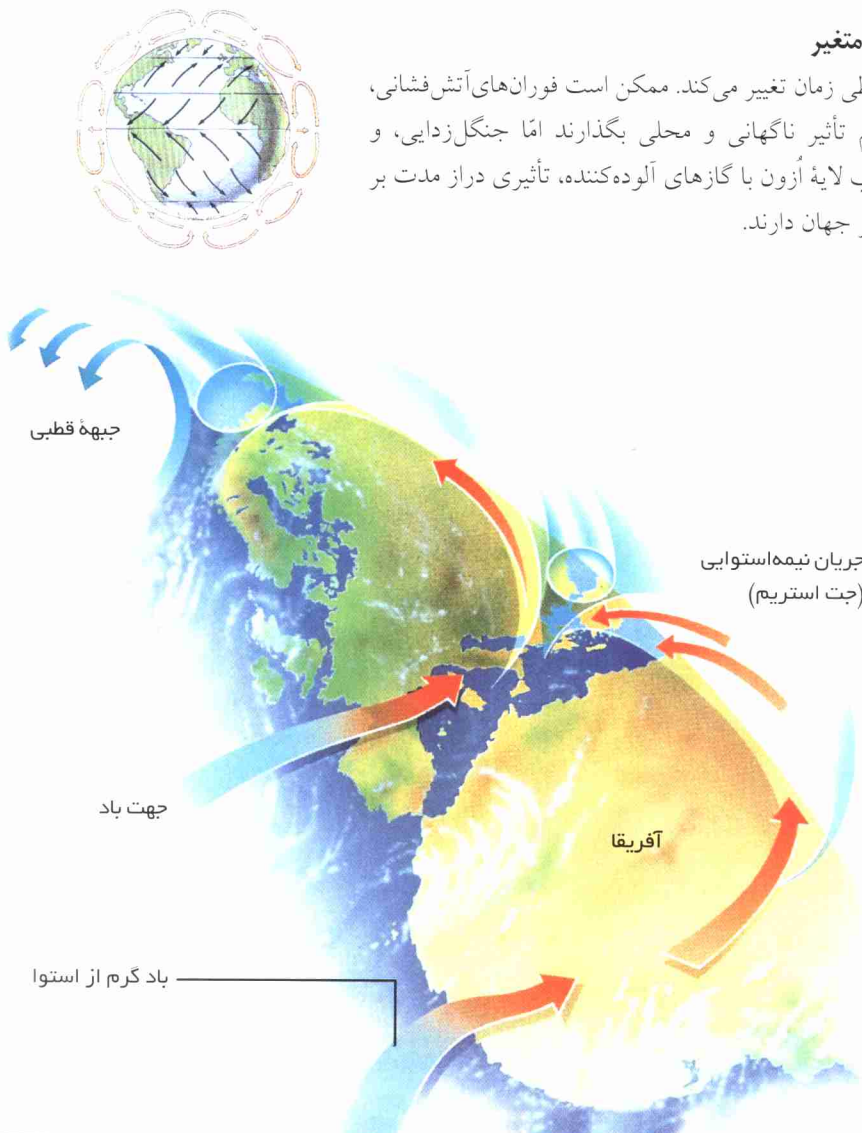 متغیر
طی زمان تغییر می‌کند. ممکن است فوران‌های آتش‌فشانی،
تأثیر ناگهانی و محلی بگذارند امّا جنگل‌زدایی، و
لایهٔ اُزون با گازهای آلوده‌کننده، تأثیری دراز مدت بر
جهان دارند.
جبههٔ قطبی
جریان نیمه‌استوایی
(جت استریم)
جهت باد
آفریقا
باد گرم از استوا